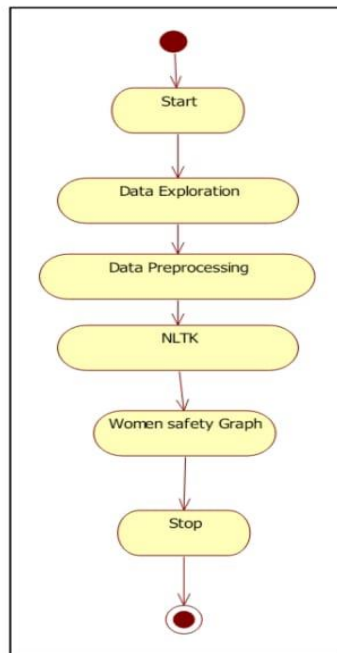 Start
Data Exploration
Data Preprocessing
NLTK
Women safety Graph
Stop